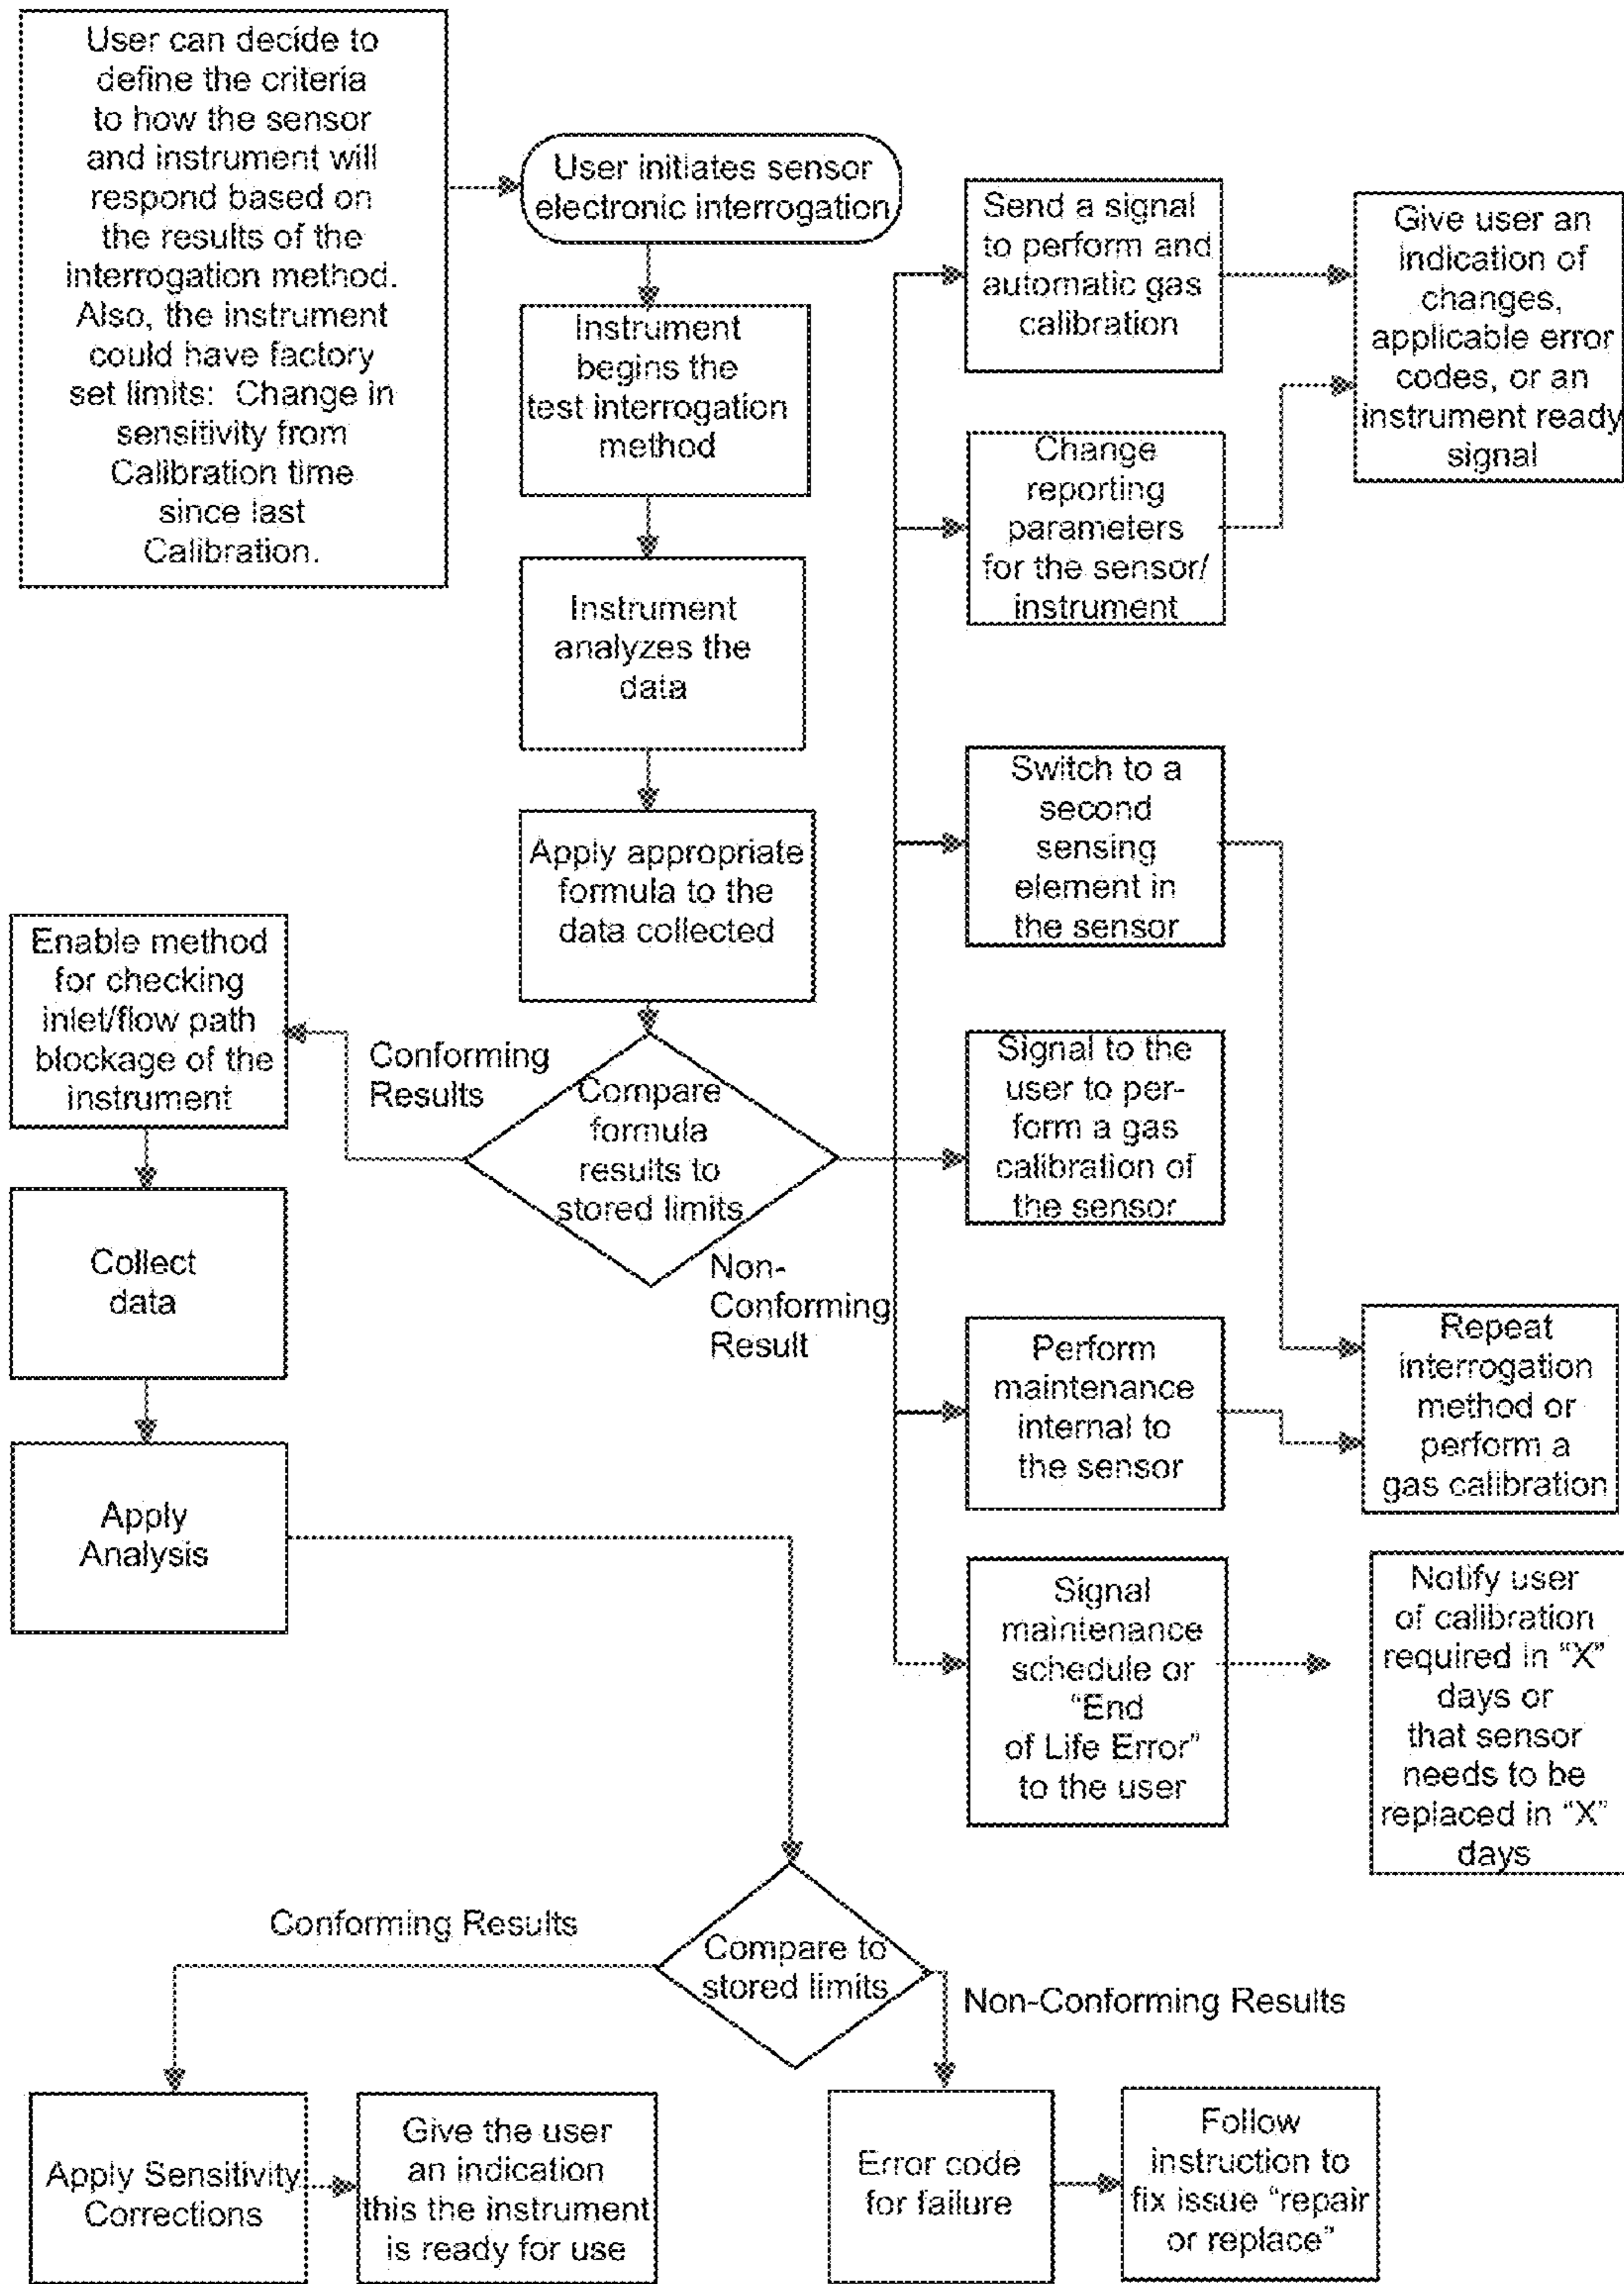 User can decide to
define the criteria
to how the sensor
and instrument will
respond based on
the results of the
interrogation method.
Also, the instrument
could have factory
set limits: Change in
sensitivity from
Calibration time
since last
Calibration.
User initiates sensor
electronic interrogation
Instrument
begins the
test interrogation
method
Instrument
analyzes the
data
Apply appropriate
formula to the
data collected
Compare
formula
results to
stored limits
Conforming
Results
Non-
Conforming
Result
Enable method
for checking
inlet/flow path
blockage of the
instrument
Collect
data
Apply
Analysis
Send a signal
to perform and
automatic gas
calibration
Change
reporting
parameters
for the sensor/
instrument
Give user an
indication of
changes,
applicable error
codes, or an
instrument ready
signal
Switch to a
second
sensing
element in
the sensor
Signal to the
user to per-
form a gas
calibration of
the sensor
Perform
maintenance
internal to
the sensor
Repeat
interrogation
method or
perform a
gas calibration
Signal
maintenance
schedule or
“End
of Life Error”
to the user
Notify user
of calibration
required in “X”
days or
that sensor
needs to be
replaced in “X”
days
Compare to
stored limits
Conforming Results
Non-Conforming Results
Apply Sensitivity
Corrections
Give the user
an indication
this the instrument
is ready for use
Error code
for failure
Follow
instruction to
fix issue “repair
or replace”